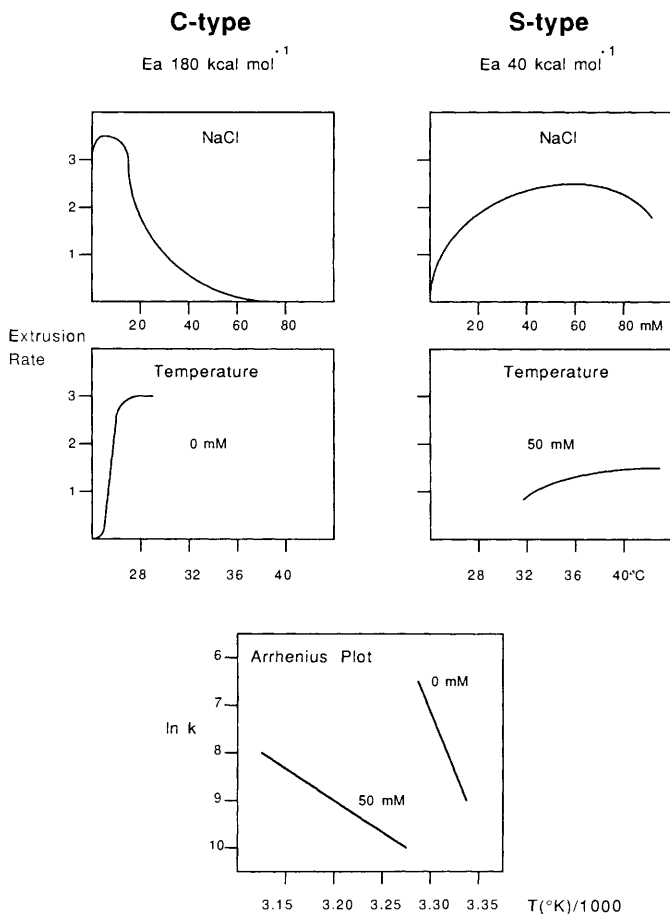 C-type S-type
Ea 180 kcal mol·1 Ea 40 kcal mol·1
NaCl NaCl
3
2
1
20 40 60 80 20 40 60 80 mM
Extrusion
Rate
Temperature Temperature
3
2
1
0 mM 50 mM
28 32 36 40 28 32 36 40°C
Arrhenius Plot
0 mM
50 mM
ln k
6
7
8
9
10
3.15 3.20 3.25 3.30 3.35 T(°K)/1000